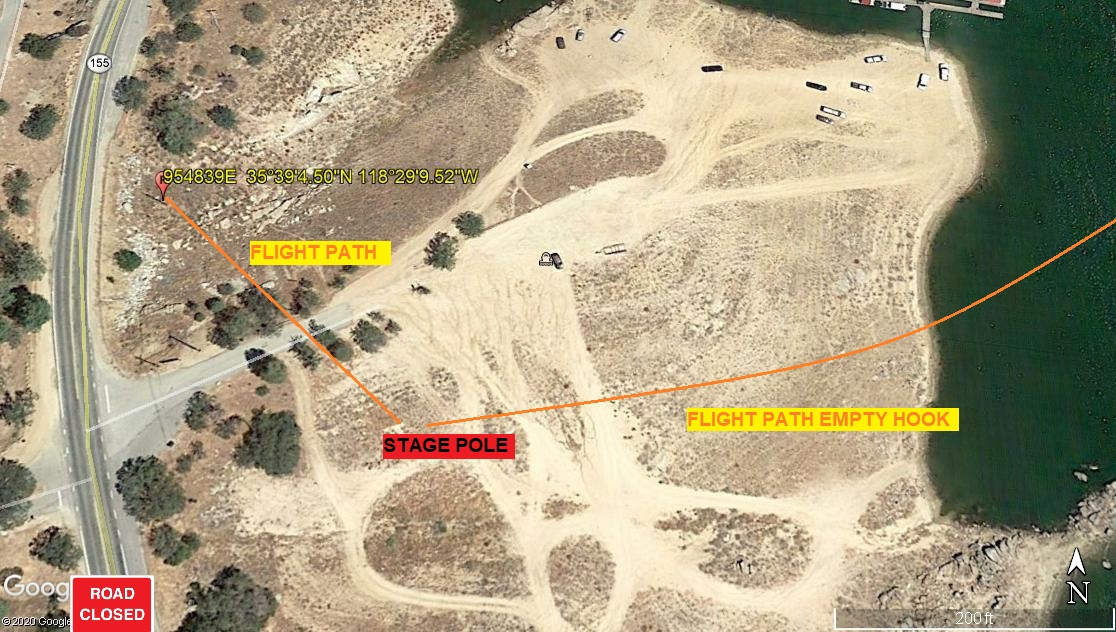 155
954839E 35°39'4.50"N 118°29'9.52"W
FLIGHT PATH
FLIGHT PATH EMPTY HOOK
STAGE POLE
Goog
©2020 Google
ROAD
CLOSED
N
200 ft